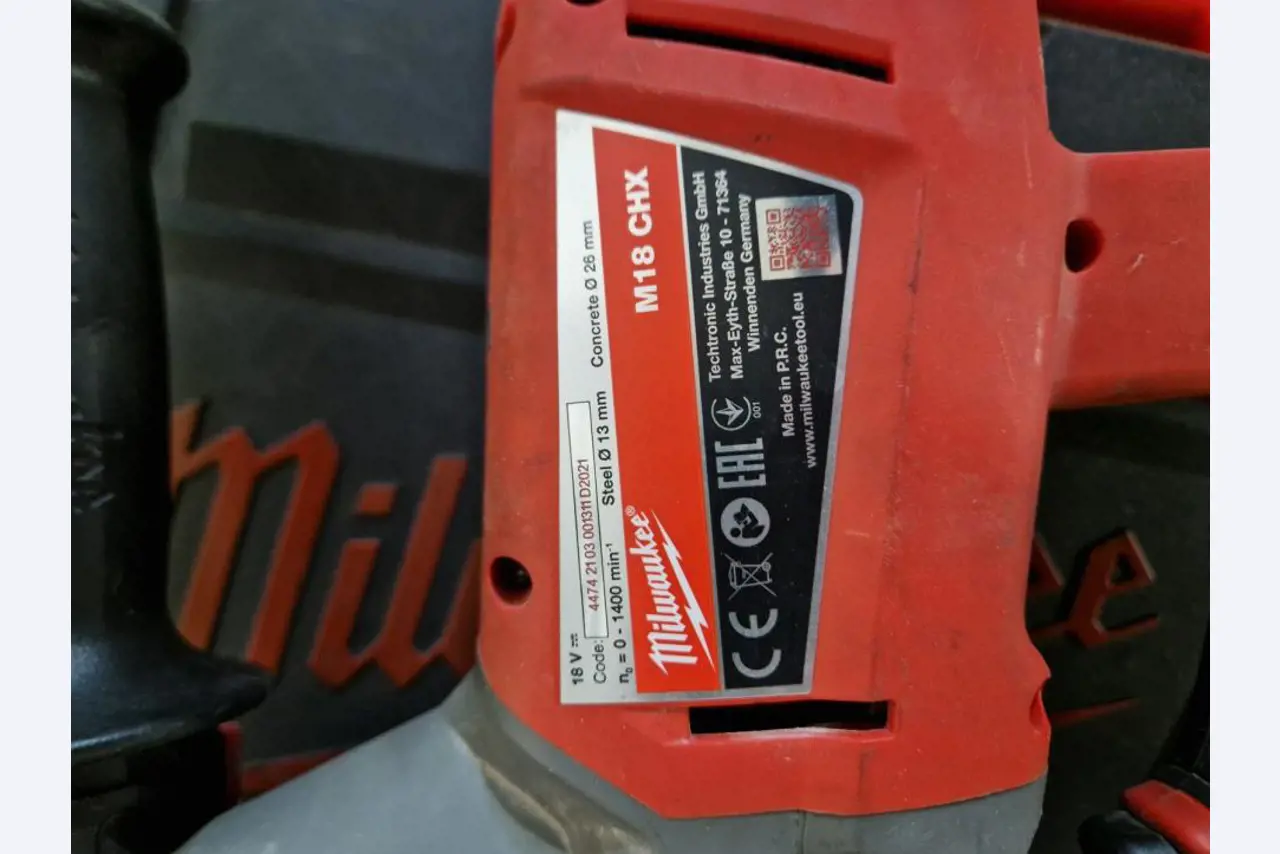 18 V
Code: 4474 21 03 001311 D2021
n₀ = 0 - 1400 min⁻¹ Steel Ø 13 mm Concrete Ø 26 mm
Milwaukee® M18 CHX
CE EAC 001
Techtronic Industries GmbH
Max-Eyth-Straße 10 - 71364
Winnenden Germany
Made in P.R.C.
www.milwaukeetool.eu
Milwaukee